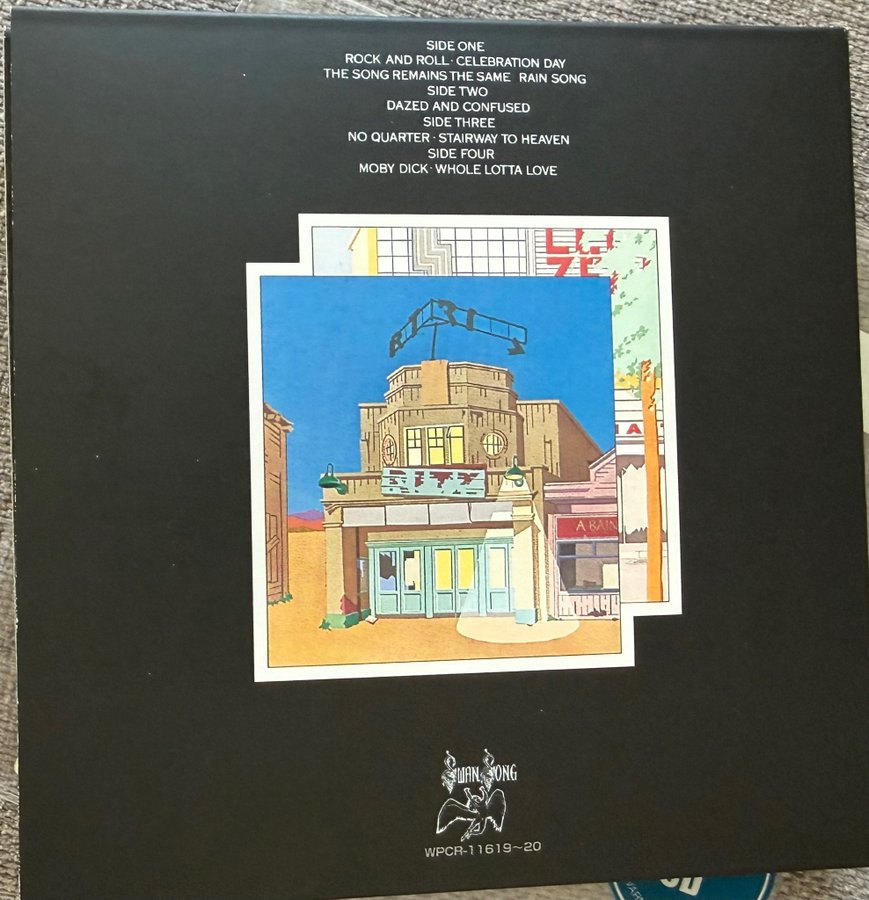 SIDE ONE
ROCK AND ROLL · CELEBRATION DAY
THE SONG REMAINS THE SAME RAIN SONG
SIDE TWO
DAZED AND CONFUSED
SIDE THREE
NO QUARTER · STAIRWAY TO HEAVEN
SIDE FOUR
MOBY DICK · WHOLE LOTTA LOVE
RITZ
A BAIN
SWAN SONG
WPCR-11619~20